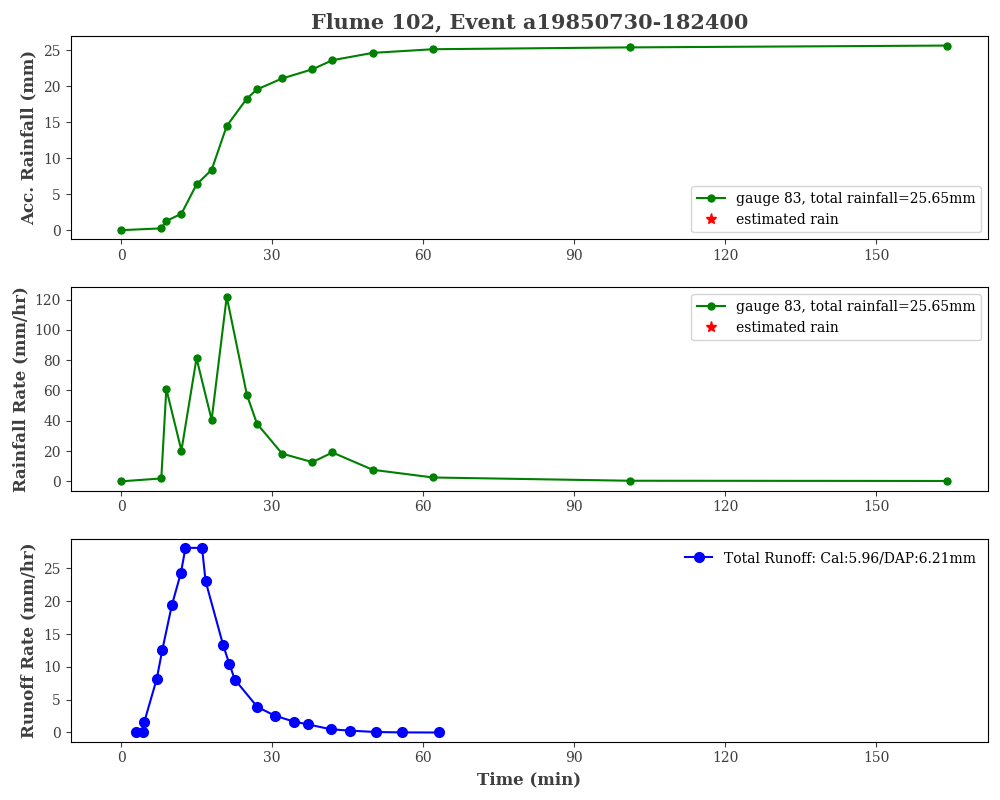 Flume 102, Event a19850730-182400
Acc. Rainfall (mm)
25
20
15
10
5
0
gauge 83, total rainfall=25.65mm
estimated rain
0 30 60 90 120 150
Rainfall Rate (mm/hr)
120
100
80
60
40
20
0
gauge 83, total rainfall=25.65mm
estimated rain
0 30 60 90 120 150
Runoff Rate (mm/hr)
25
20
15
10
5
0
Total Runoff: Cal:5.96/DAP:6.21mm
0 30 60 90 120 150
Time (min)